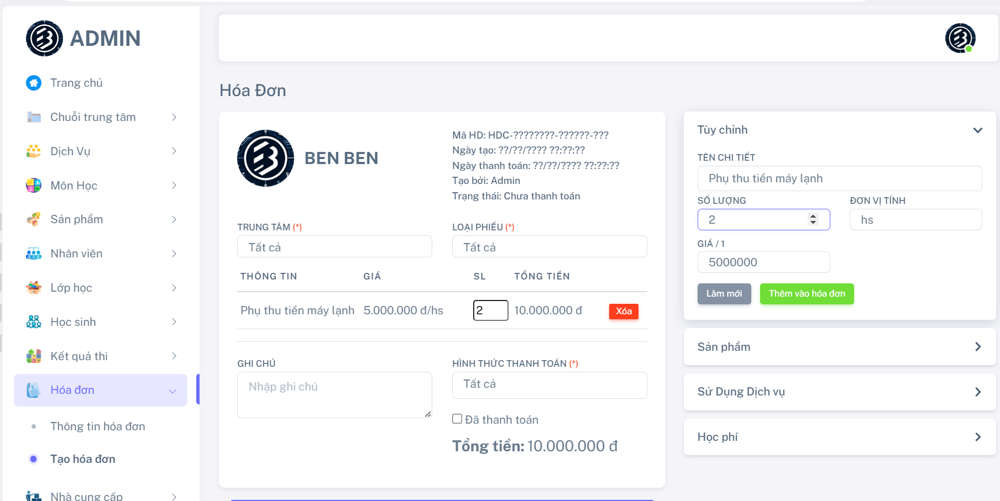 ADMIN
Trang chủ
Chuỗi trung tâm
Dịch Vụ
Môn Học
Sản phẩm
Nhân viên
Lớp học
Học sinh
Kết quả thi
Hóa đơn
Thông tin hóa đơn
Tạo hóa đơn
Nhà cung cấp
Hóa Đơn
BEN BEN
Mã HD: HDC-????????-??????-???
Ngày tạo: ??/??/???? ??:??:??
Ngày thanh toán: ??/??/???? ??:??:??
Tạo bởi: Admin
Trạng thái: Chưa thanh toán
TRUNG TÂM (*)
Tất cả
LOẠI PHIẾU (*)
Tất cả
THÔNG TIN GIÁ SL TỔNG TIỀN
Phụ thu tiền máy lạnh 5.000.000 đ/hs 2 10.000.000 đ Xóa
GHI CHÚ
Nhập ghi chú
HÌNH THỨC THANH TOÁN (*)
Tất cả
Đã thanh toán
Tổng tiền: 10.000.000 đ
Tùy chỉnh
TÊN CHI TIẾT
Phụ thu tiền máy lạnh
SỐ LƯỢNG
2
ĐƠN VỊ TÍNH
hs
GIÁ / 1
5000000
Làm mới
Thêm vào hóa đơn
Sản phẩm
Sử Dụng Dịch vụ
Học phí